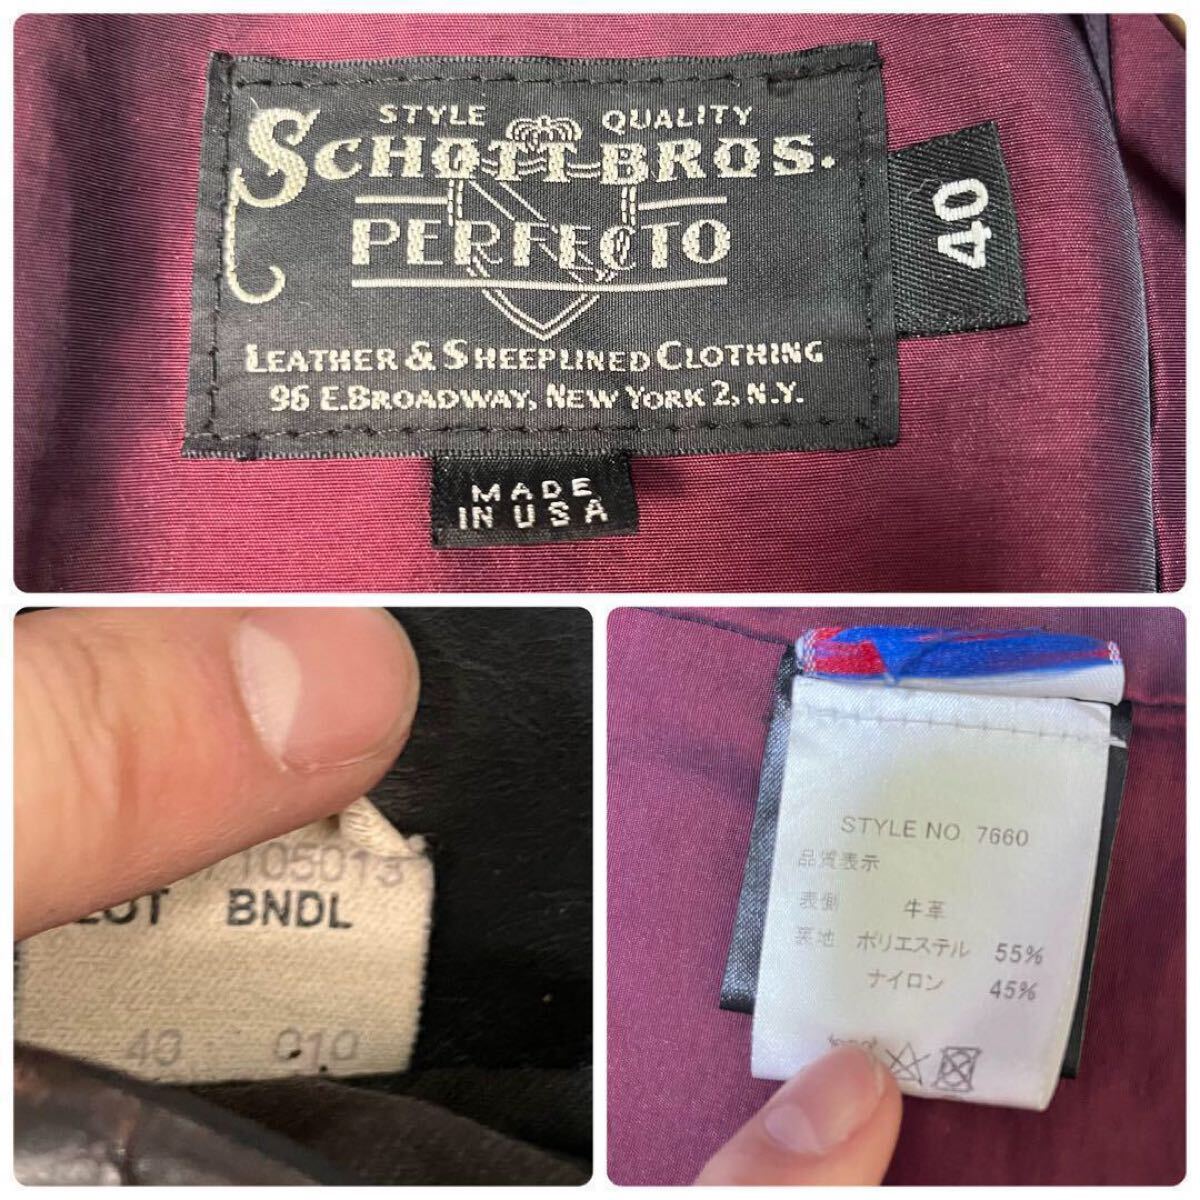 STYLE QUALITY
SCHOTT BROS.
PERFECTO
LEATHER & SHEEPLINED CLOTHING
96 E. BROADWAY, NEW YORK 2, N.Y.
40
MADE
IN USA
105013
LOT BNDL
40 010
STYLE NO. 7660
品質表示
表側 牛革
裏地 ポリエステル 55%
ナイロン 45%